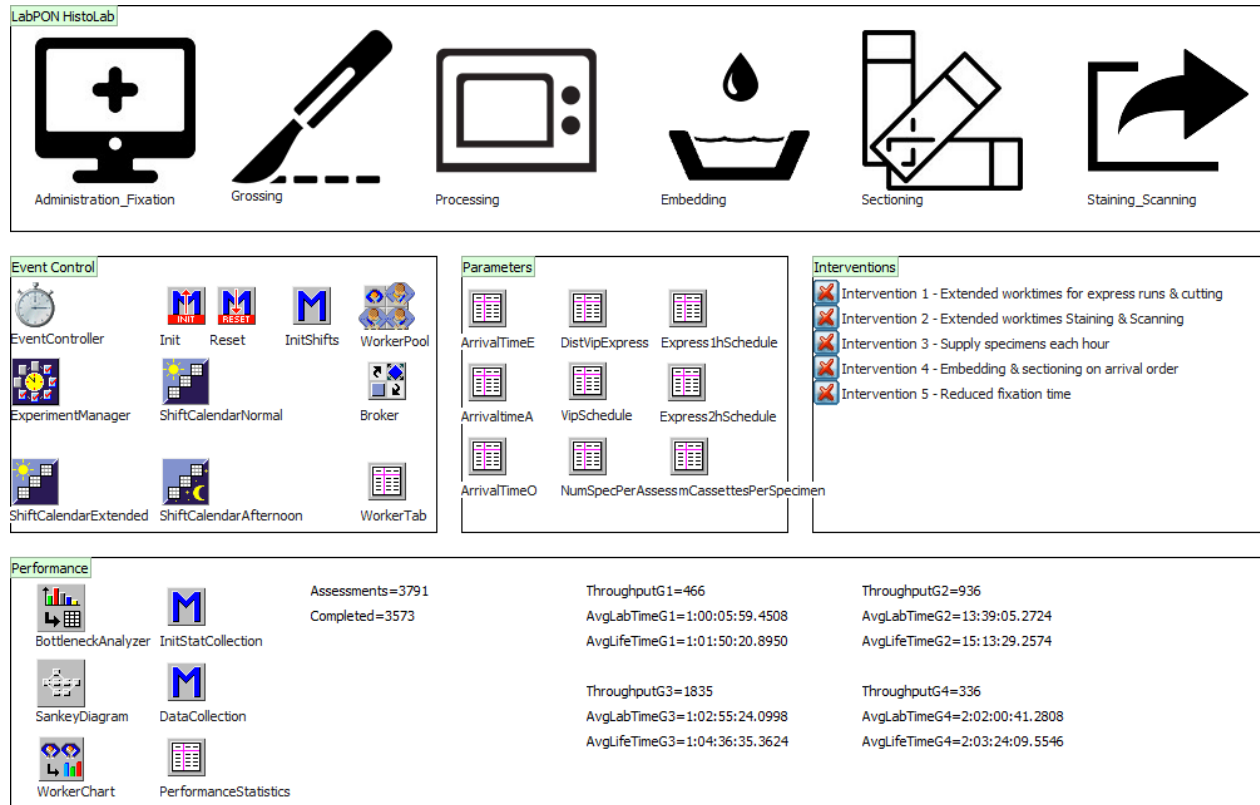 LabPON HistoLab
Administration_Fixation
Grossing
Processing
Embedding
Sectioning
Staining_Scanning
Event Control
EventController
INIT
Init
RESET
Reset
InitShifts
WorkerPool
ExperimentManager
ShiftCalendarNormal
Broker
ShiftCalendarExtended
ShiftCalendarAfternoon
WorkerTab
Parameters
ArrivalTimeE
DistVipExpress
Express1hSchedule
ArrivaltimeA
VipSchedule
Express2hSchedule
ArrivalTimeO
NumSpecPerAssessmCassettesPerSpecimen
Interventions
Intervention 1 - Extended worktimes for express runs & cutting
Intervention 2 - Extended worktimes Staining & Scanning
Intervention 3 - Supply specimens each hour
Intervention 4 - Embedding & sectioning on arrival order
Intervention 5 - Reduced fixation time
Performance
BottleneckAnalyzer
InitStatCollection
SankeyDiagram
DataCollection
WorkerChart
PerformanceStatistics
Assessments=3791
Completed=3573
ThroughputG1=466
AvgLabTimeG1=1:00:05:59.4508
AvgLifeTimeG1=1:01:50:20.8950
ThroughputG2=936
AvgLabTimeG2=13:39:05.2724
AvgLifeTimeG2=15:13:29.2574
ThroughputG3=1835
AvgLabTimeG3=1:02:55:24.0998
AvgLifeTimeG3=1:04:36:35.3624
ThroughputG4=336
AvgLabTimeG4=2:02:00:41.2808
AvgLifeTimeG4=2:03:24:09.5546